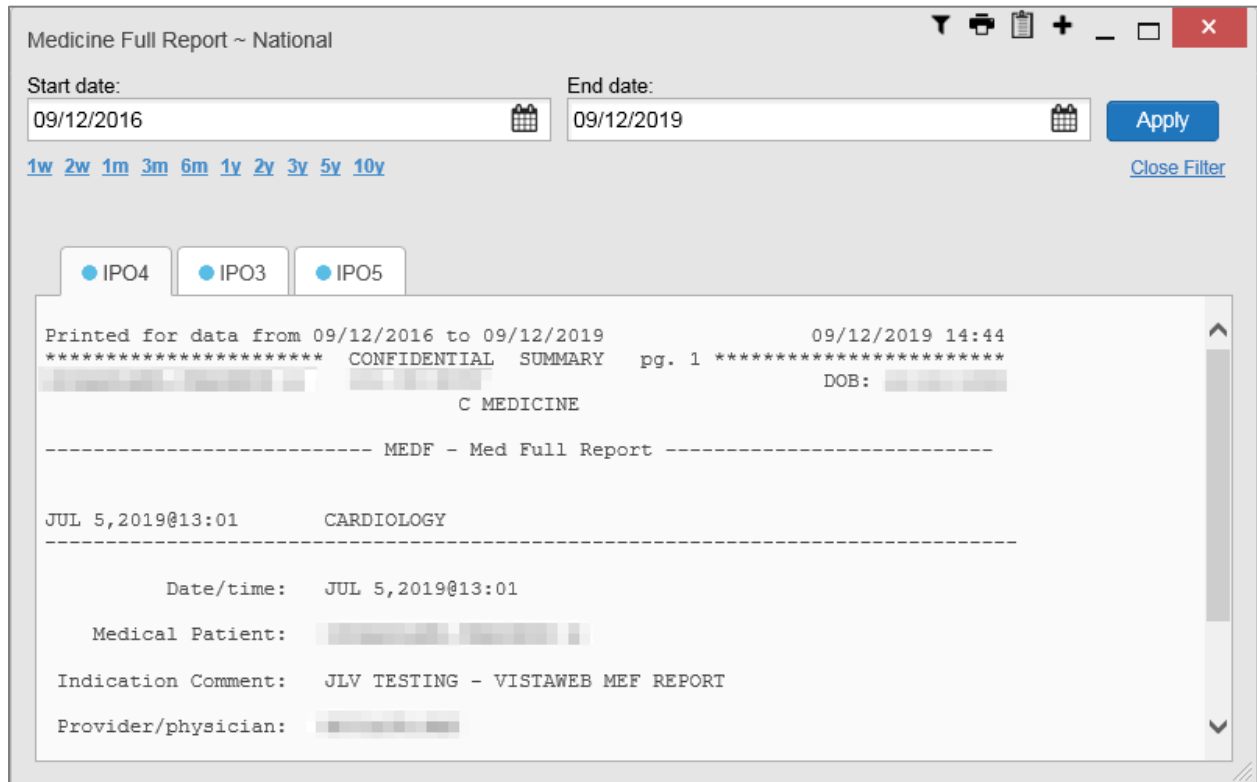 Medicine Full Report ~ National
Start date:
End date:
09/12/2016
09/12/2019
Apply
1w 2w 1m 3m 6m 1y 2y 3y 5y 10y
Close Filter
IPO4 IPO3 IPO5
Printed for data from 09/12/2016 to 09/12/2019 09/12/2019 14:44
*********************** CONFIDENTIAL SUMMARY pg. 1 ************************
DOB:
C MEDICINE
--------------------------- MEDF - Med Full Report ---------------------------
JUL 5,2019@13:01 CARDIOLOGY
--------------------------------------------------------------------------------
Date/time: JUL 5,2019@13:01
Medical Patient:
Indication Comment: JLV TESTING - VISTAWEB MEF REPORT
Provider/physician: